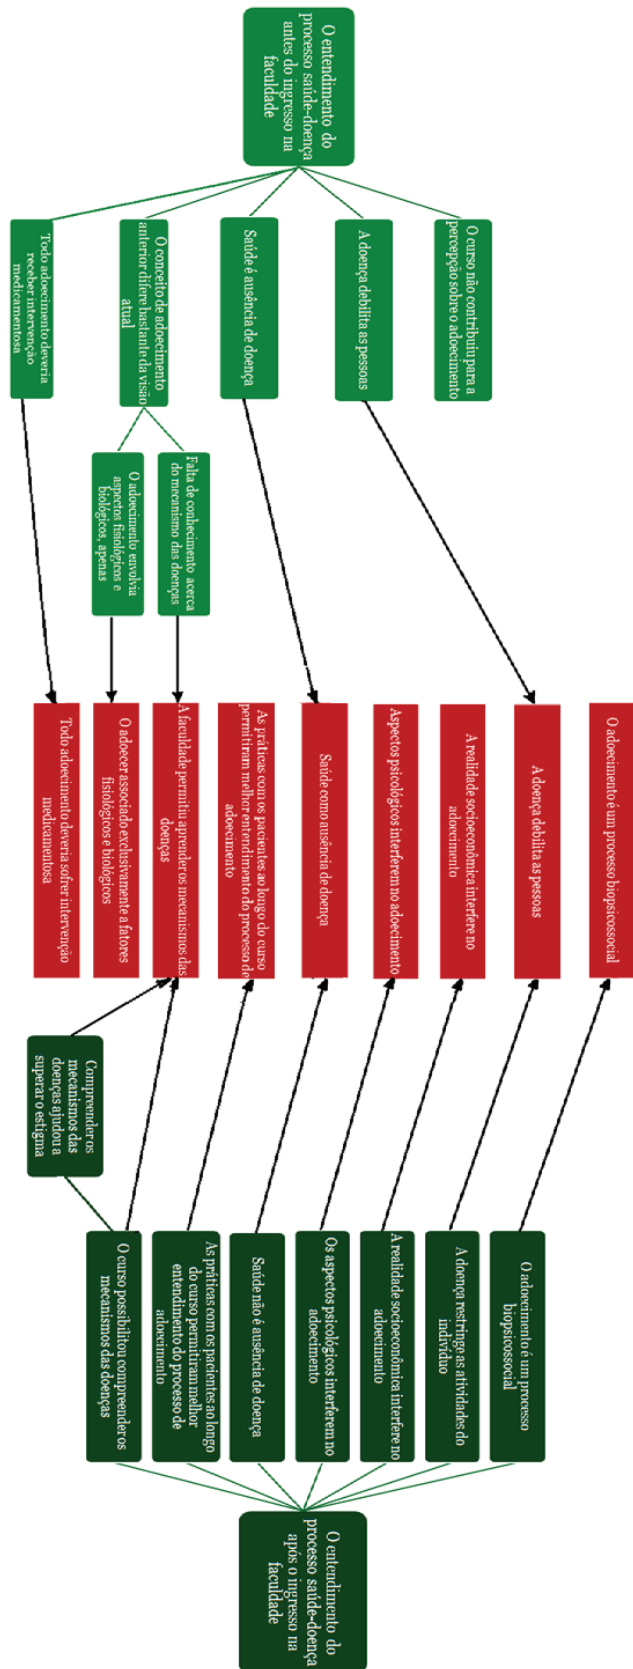 O entendimento do
processo saúde-doença
antes do ingresso na
faculdade
O curso não contribuiu para a
percepção sobre o adoecimento
A doença debilita as pessoas
Saúde é ausência de doença
O conceito de adoecimento
anterior difere bastante da visão
atual
Todo adoecimento deveria
receber intervenção
medicamentosa
Falta de conhecimento acerca
do mecanismo das doenças
O adoecimento envolvia
aspectos fisiológicos e
biológicos, apenas
O adoecimento é um processo biopsicossocial
A doença debilita as pessoas
A realidade socioeconômica interfere no
adoecimento
Aspectos psicológicos interferem no adoecimento
Saúde como ausência de doença
As práticas com os pacientes ao longo do curso
permitiram melhor entendimento do processo de
adoecimento
A faculdade permitiu aprender os mecanismos das
doenças
O adoecer associado exclusivamente a fatores
fisiológicos e biológicos
Todo adoecimento deveria sofrer intervenção
medicamentosa
Compreender os
mecanismos das
doenças ajudou a
superar o estigma
O adoecimento é um processo
biopsicossocial
A doença restringe as atividades do
indivíduo
A realidade socioeconômica interfere no
adoecimento
Os aspectos psicológicos interferem no
adoecimento
Saúde não é ausência de doença
As práticas com os pacientes ao longo
do curso permitiram melhor
entendimento do processo de
adoecimento
O curso possibilitou compreender os
mecanismos das doenças
O entendimento do
processo saúde-doença
após o ingresso na
faculdade